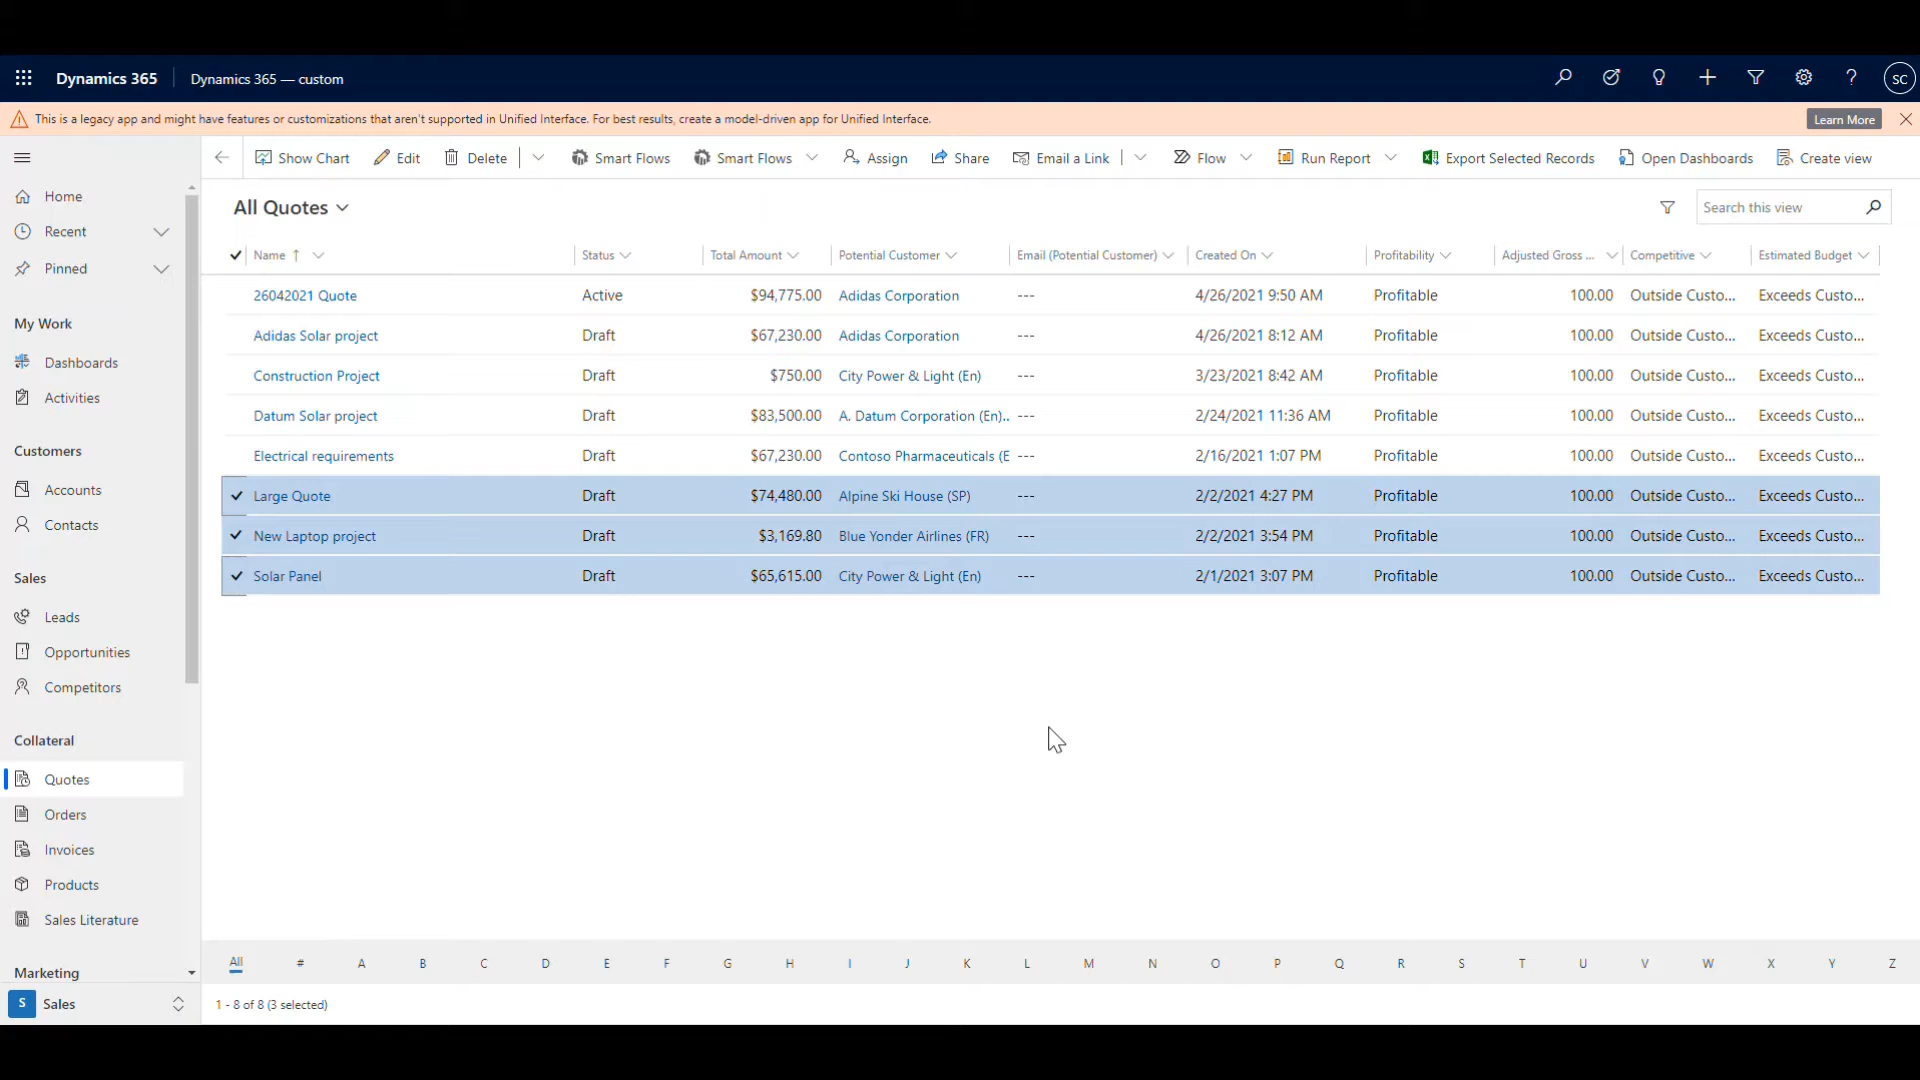 Dynamics 365 Dynamics 365 — custom SC
This is a legacy app and might have features or customizations that aren't supported in Unified Interface. For best results, create a model-driven app for Unified Interface. Learn More
Show Chart Edit Delete Smart Flows Smart Flows Assign Share Email a Link Flow Run Report Export Selected Records Open Dashboards Create view
Home
Recent
Pinned
My Work
Dashboards
Activities
Customers
Accounts
Contacts
Sales
Leads
Opportunities
Competitors
Collateral
Quotes
Orders
Invoices
Products
Sales Literature
Marketing
S Sales
All Quotes Search this view
Name ↑ Status Total Amount Potential Customer Email (Potential Customer) Created On Profitability Adjusted Gross ... Competitive Estimated Budget
26042021 Quote Active $94,775.00 Adidas Corporation --- 4/26/2021 9:50 AM Profitable 100.00 Outside Custo... Exceeds Custo...
Adidas Solar project Draft $67,230.00 Adidas Corporation --- 4/26/2021 8:12 AM Profitable 100.00 Outside Custo... Exceeds Custo...
Construction Project Draft $750.00 City Power & Light (En) --- 3/23/2021 8:42 AM Profitable 100.00 Outside Custo... Exceeds Custo...
Datum Solar project Draft $83,500.00 A. Datum Corporation (En).. --- 2/24/2021 11:36 AM Profitable 100.00 Outside Custo... Exceeds Custo...
Electrical requirements Draft $67,230.00 Contoso Pharmaceuticals (E --- 2/16/2021 1:07 PM Profitable 100.00 Outside Custo... Exceeds Custo...
Large Quote Draft $74,480.00 Alpine Ski House (SP) --- 2/2/2021 4:27 PM Profitable 100.00 Outside Custo... Exceeds Custo...
New Laptop project Draft $3,169.80 Blue Yonder Airlines (FR) --- 2/2/2021 3:54 PM Profitable 100.00 Outside Custo... Exceeds Custo...
Solar Panel Draft $65,615.00 City Power & Light (En) --- 2/1/2021 3:07 PM Profitable 100.00 Outside Custo... Exceeds Custo...
All # A B C D E F G H I J K L M N O P Q R S T U V W X Y Z
1 - 8 of 8 (3 selected)